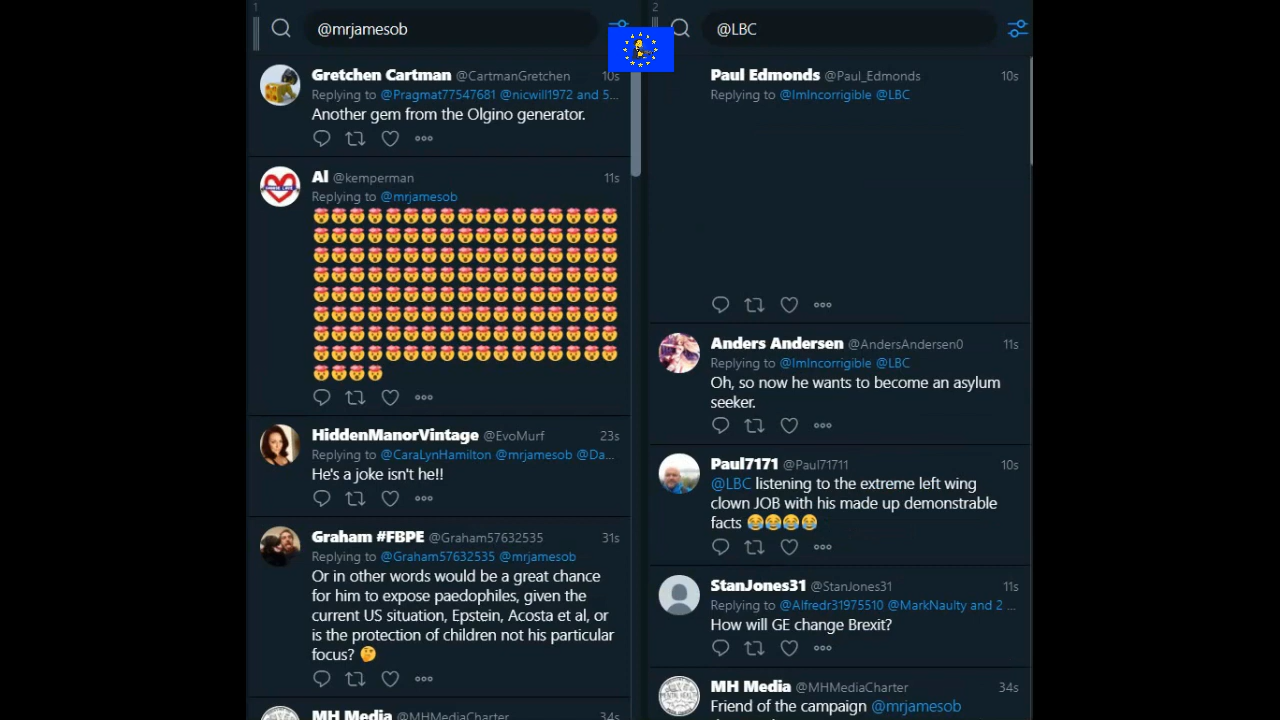 1
@mrjamesob
Gretchen Cartman @CartmanGretchen 10s
Replying to @Pragmat77547681 @nicwill1972 and 5...
Another gem from the Olgino generator.
Al @kemperman 11s
Replying to @mrjamesob
🤯🤯🤯🤯🤯🤯🤯🤯🤯🤯🤯🤯🤯🤯🤯🤯🤯
🤯🤯🤯🤯🤯🤯🤯🤯🤯🤯🤯🤯🤯🤯🤯🤯🤯
🤯🤯🤯🤯🤯🤯🤯🤯🤯🤯🤯🤯🤯🤯🤯🤯🤯
🤯🤯🤯🤯🤯🤯🤯🤯🤯🤯🤯🤯🤯🤯🤯🤯🤯
🤯🤯🤯🤯🤯🤯🤯🤯🤯🤯🤯🤯🤯🤯🤯🤯🤯
🤯🤯🤯🤯🤯🤯🤯🤯🤯🤯🤯🤯🤯🤯🤯🤯🤯
🤯🤯🤯🤯🤯🤯🤯🤯🤯🤯🤯🤯🤯🤯🤯🤯🤯
🤯🤯🤯🤯🤯🤯🤯🤯🤯🤯🤯🤯🤯🤯🤯🤯🤯
🤯🤯🤯🤯
HiddenManorVintage @EvoMurf 23s
Replying to @CaraLynHamilton @mrjamesob @Da...
He's a joke isn't he!!
Graham #FBPE @Graham57632535 31s
Replying to @Graham57632535 @mrjamesob
Or in other words would be a great chance
for him to expose paedophiles, given the
current US situation, Epstein, Acosta et al, or
is the protection of children not his particular
focus? 🤔
MH Media @MHMediaCharter 34s
2
@LBC
Paul Edmonds @Paul_Edmonds 10s
Replying to @ImIncorrigible @LBC
Anders Andersen @AndersAndersen0 11s
Replying to @ImIncorrigible @LBC
Oh, so now he wants to become an asylum
seeker.
Paul7171 @Paul71711 10s
@LBC listening to the extreme left wing
clown JOB with his made up demonstrable
facts 😂😂😂😂
StanJones31 @StanJones31 11s
Replying to @Alfredr31975510 @MarkNaulty and 2 ...
How will GE change Brexit?
MH Media @MHMediaCharter 34s
Friend of the campaign @mrjamesob